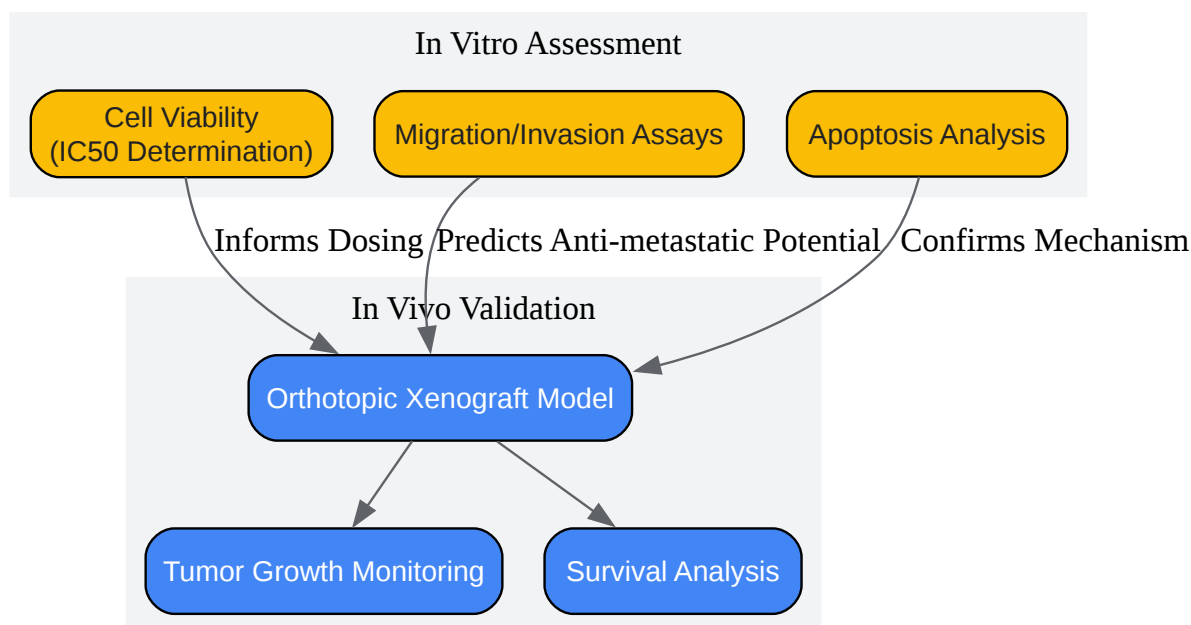 In Vitro Assessment
Cell Viability
(IC50 Determination)
Migration/Invasion Assays
Apoptosis Analysis
Informs Dosing
Predicts Anti-metastatic Potential
Confirms Mechanism
In Vivo Validation
Orthotopic Xenograft Model
Tumor Growth Monitoring
Survival Analysis